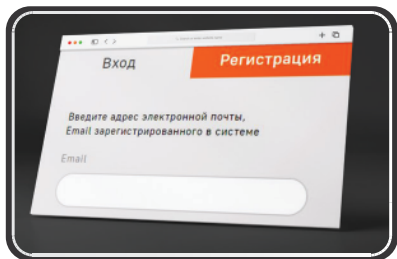 Вход
Регистрация
Введите адрес электронной почты,
Email зарегистрированного в системе
Email